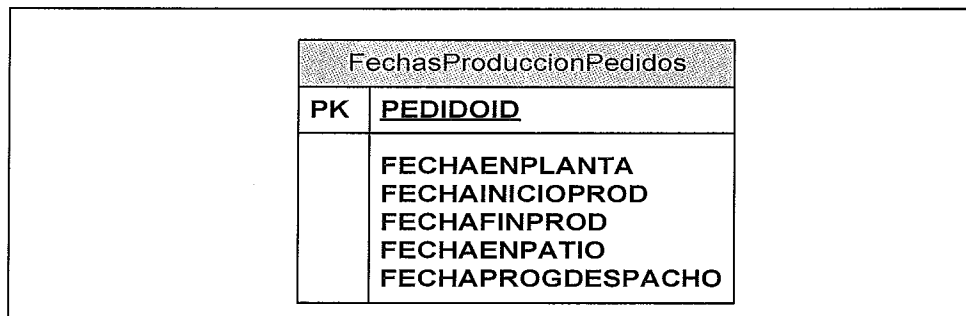 FechasProduccionPedidos
PK PEDIDOID
FECHAENPLANTA
FECHAINICIOPROD
FECHAFINPROD
FECHAENPATIO
FECHAPROGDESPACHO